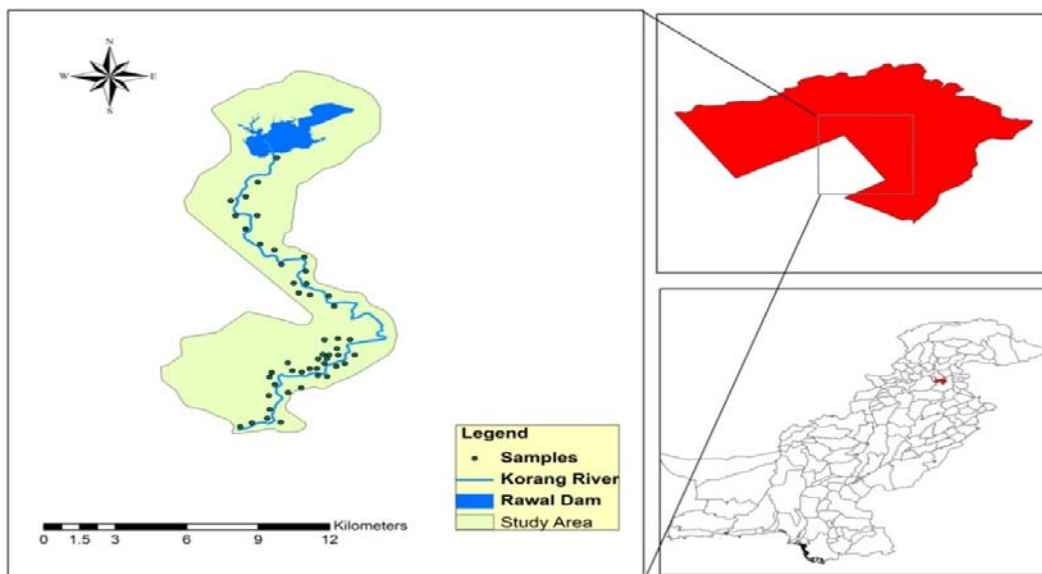 N
W E
S
Legend
Samples
Korang River
Rawal Dam
Study Area
Kilometers
0 1.5 3 6 9 12